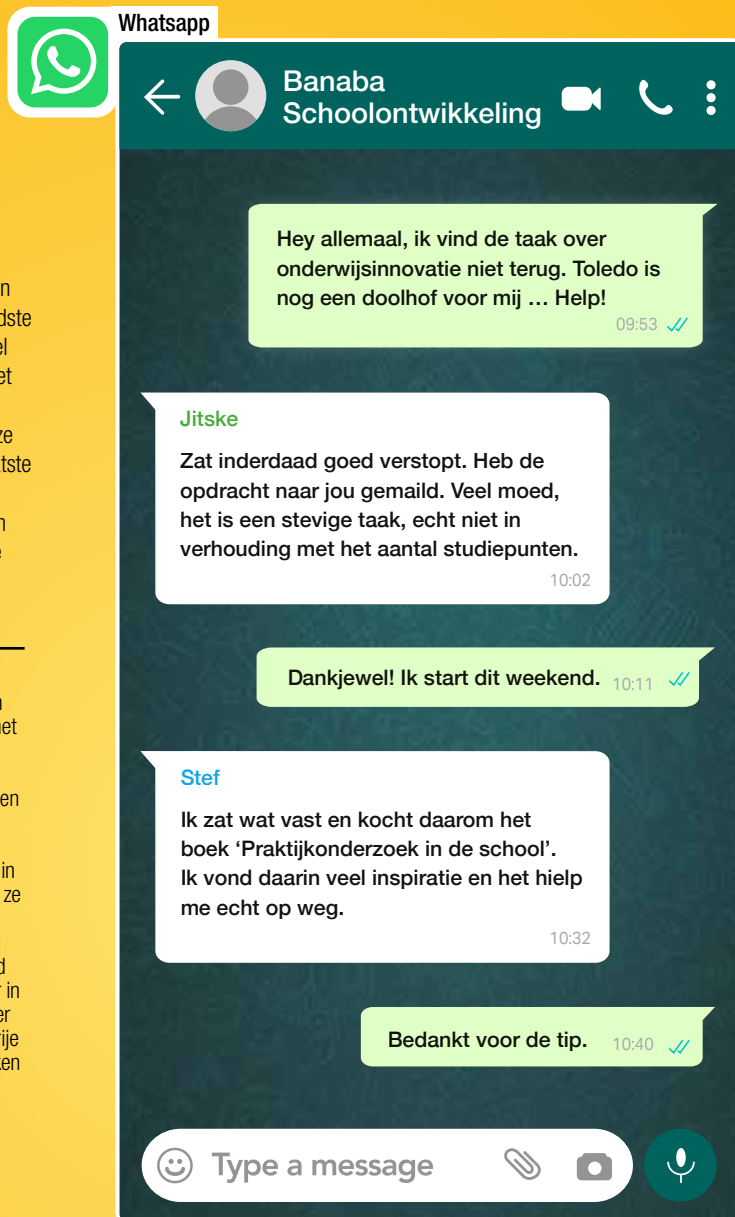 Whatsapp
Banaba
Schoolontwikkeling
Hey allemaal, ik vind de taak over
onderwijsinnovatie niet terug. Toledo is
nog een doolhof voor mij … Help!
09:53
Jitske
Zat inderdaad goed verstopt. Heb de
opdracht naar jou gemaild. Veel moed,
het is een stevige taak, echt niet in
verhouding met het aantal studiepunten.
10:02
Dankjewel! Ik start dit weekend. 10:11
Stef
Ik zat wat vast en kocht daarom het
boek ‘Praktijkonderzoek in de school’.
Ik vond daarin veel inspiratie en het hielp
me echt op weg.
10:32
Bedankt voor de tip. 10:40
Type a message
in
ze
in